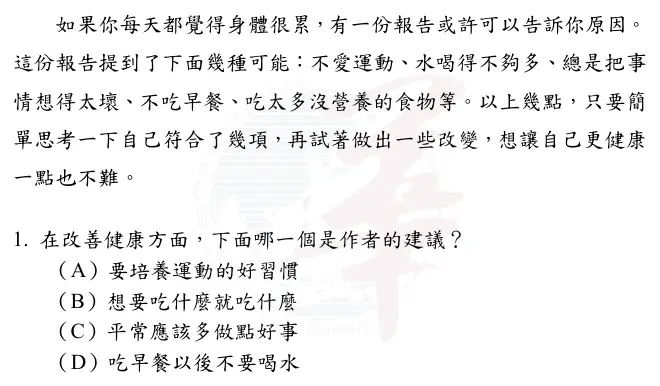 如果你每天都覺得身體很累，有一份報告或許可以告訴你原因。
這份報告提到了下面幾種可能：不愛運動、水喝得不夠多、總是把事
情想得太壞、不吃早餐、吃太多沒營養的食物等。以上幾點，只要簡
單思考一下自己符合了幾項，再試著做出一些改變，想讓自己更健康
一點也不難。
1. 在改善健康方面，下面哪一個是作者的建議？
（A）要培養運動的好習慣
（B）想要吃什麼就吃什麼
（C）平常應該多做點好事
（D）吃早餐以後不要喝水